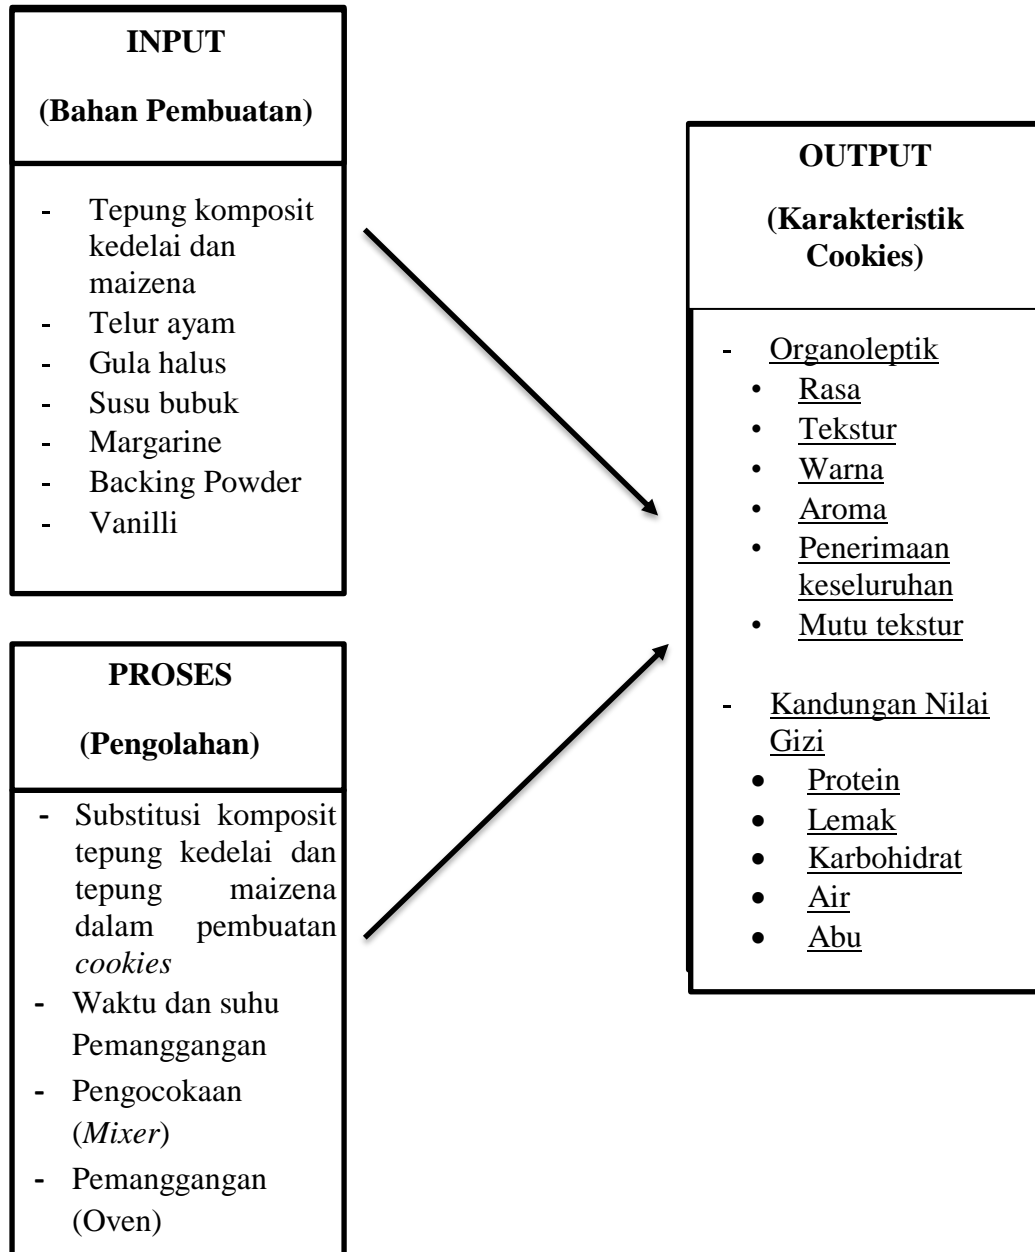 INPUT
(Bahan Pembuatan)
- Tepung komposit
kedelai dan
maizena
- Telur ayam
- Gula halus
- Susu bubuk
- Margarine
- Backing Powder
- Vanilli
PROSES
(Pengolahan)
- Substitusi komposit
tepung kedelai dan
tepung maizena
dalam pembuatan
cookies
- Waktu dan suhu
Pemanggangan
- Pengocokaan
(Mixer)
- Pemanggangan
(Oven)
OUTPUT
(Karakteristik
Cookies)
- Organoleptik
• Rasa
• Tekstur
• Warna
• Aroma
• Penerimaan
keseluruhan
• Mutu tekstur
- Kandungan Nilai
Gizi
• Protein
• Lemak
• Karbohidrat
• Air
• Abu